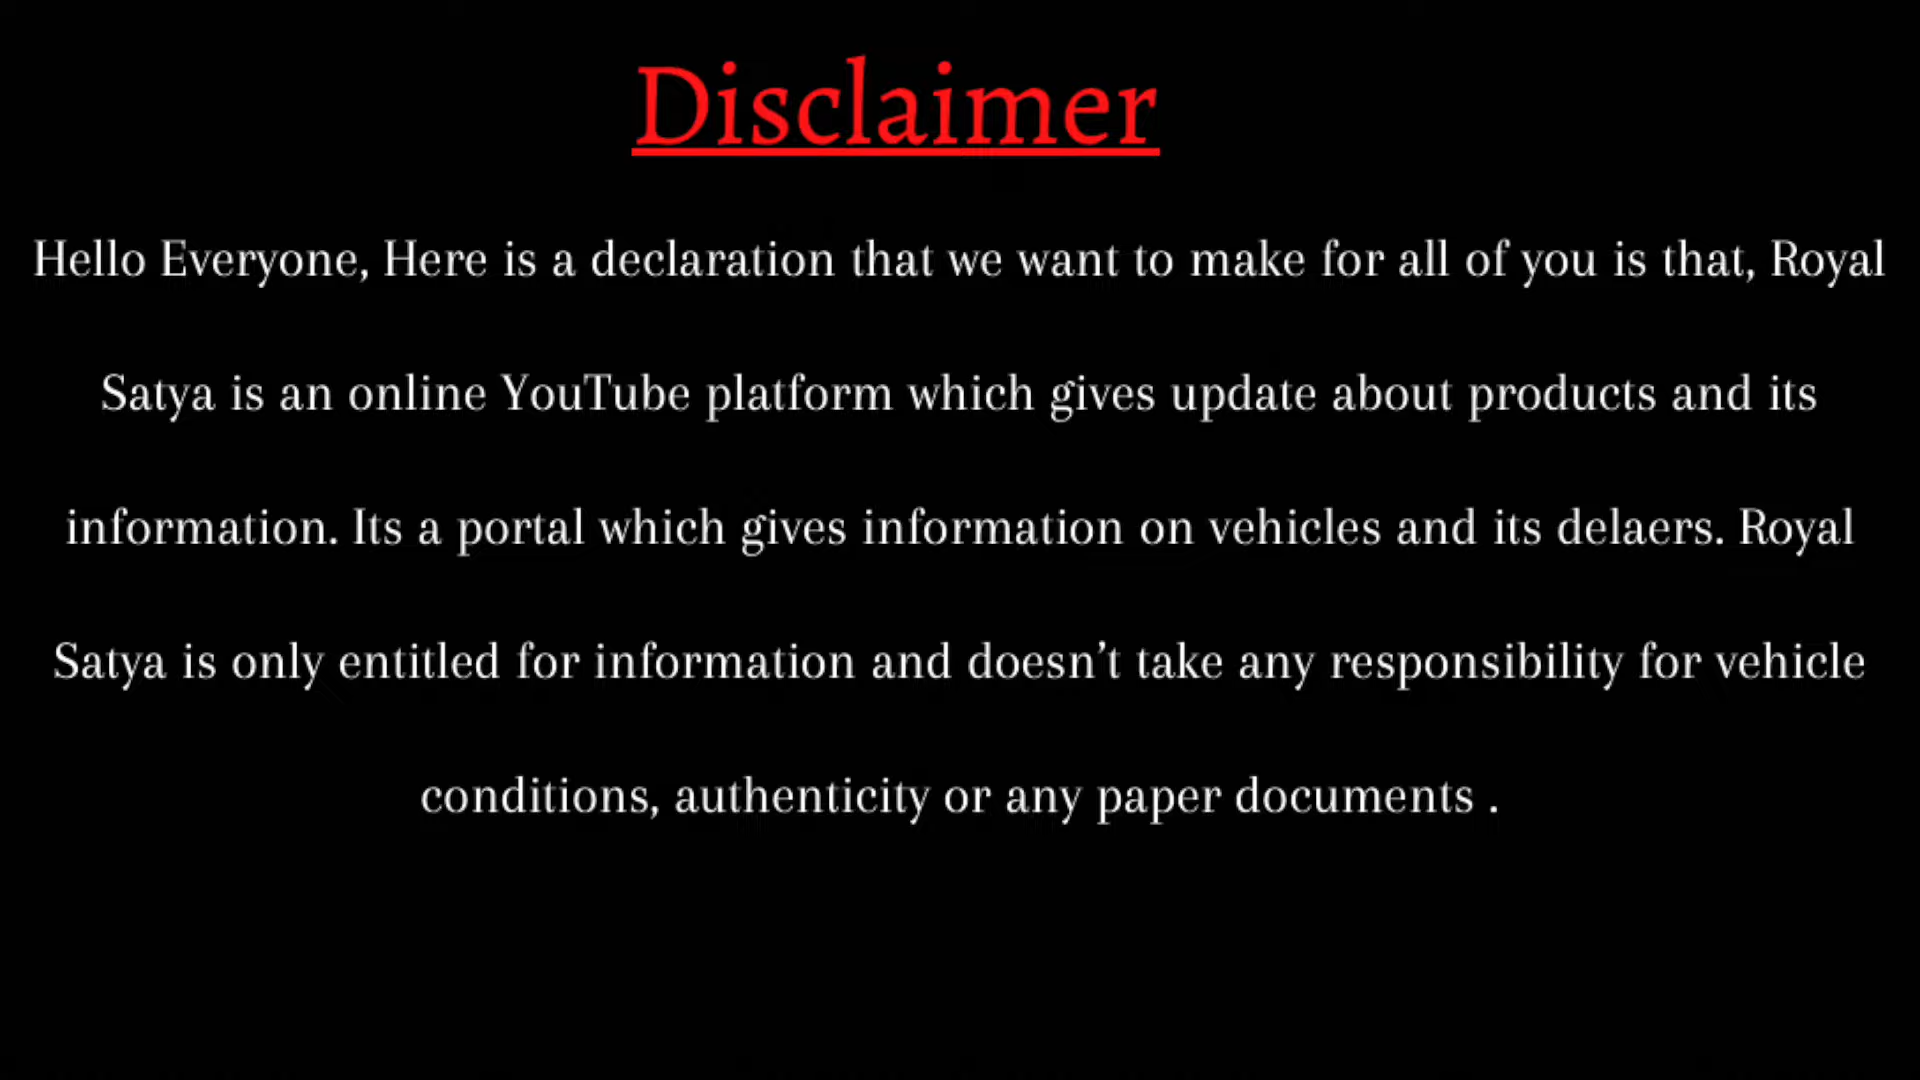 Disclaimer
Hello Everyone, Here is a declaration that we want to make for all of you is that, Royal
Satya is an online YouTube platform which gives update about products and its
information. Its a portal which gives information on vehicles and its delaers. Royal
Satya is only entitled for information and doesn’t take any responsibility for vehicle
conditions, authenticity or any paper documents .